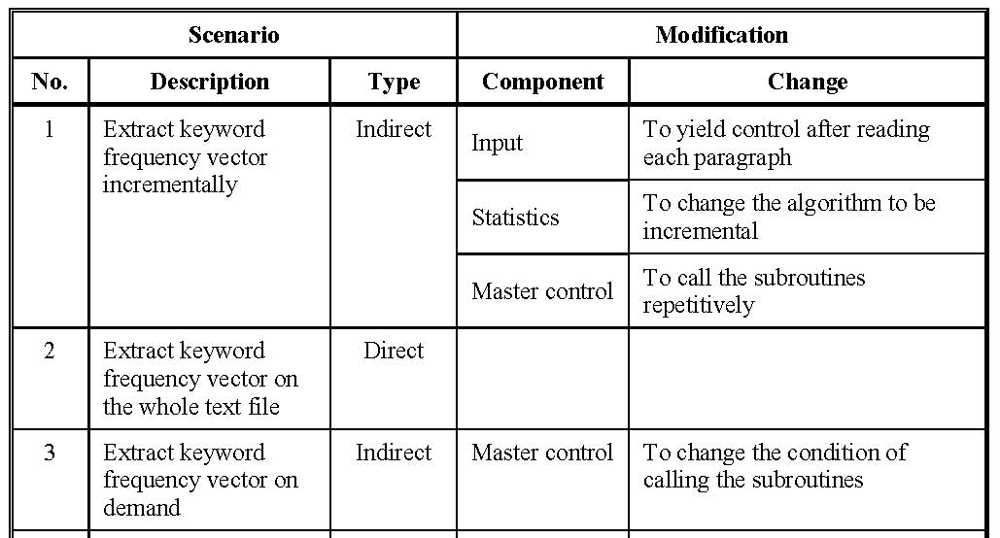 Scenario Modification
No. Description Type Component Change
1 Extract keyword frequency vector incrementally Indirect Input To yield control after reading each paragraph
Statistics To change the algorithm to be incremental
Master control To call the subroutines repetitively
2 Extract keyword frequency vector on the whole text file Direct
3 Extract keyword frequency vector on demand Indirect Master control To change the condition of calling the subroutines